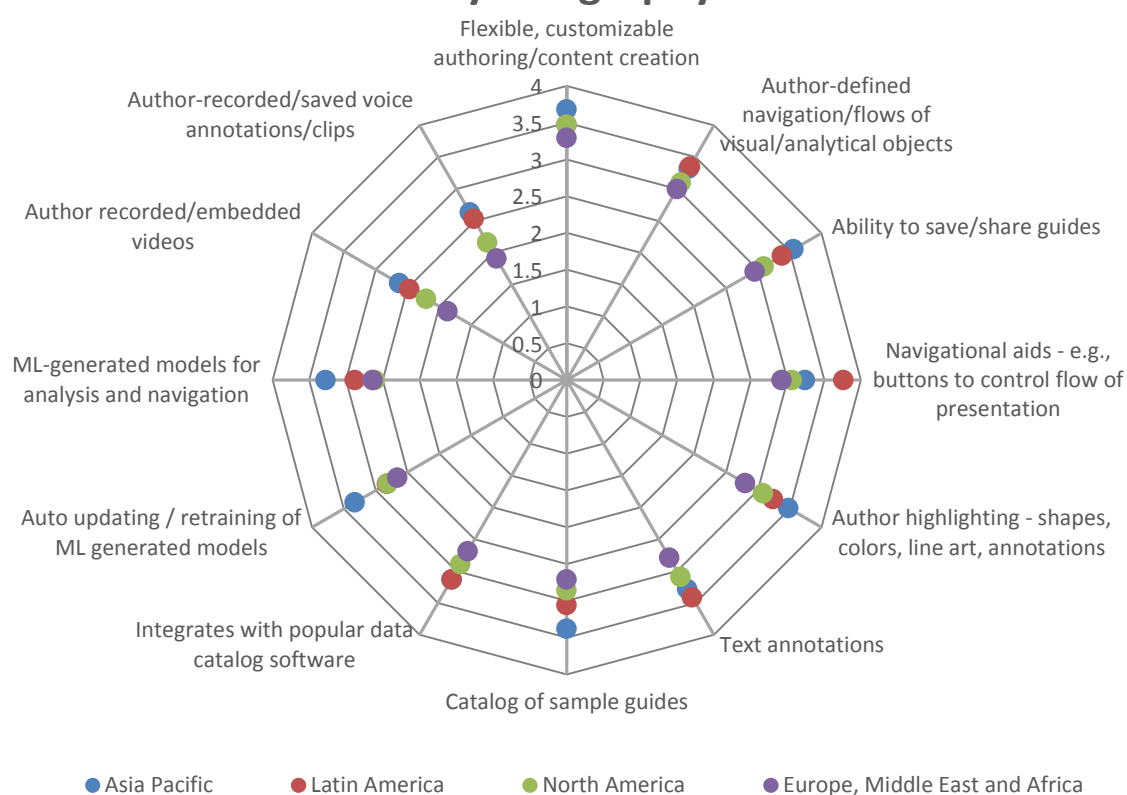 Flexible, customizable
authoring/content creation
Author-defined
navigation/flows of
visual/analytical objects
Ability to save/share guides
Navigational aids - e.g.,
buttons to control flow of
presentation
Author highlighting - shapes,
colors, line art, annotations
Text annotations
Catalog of sample guides
Integrates with popular data
catalog software
Auto updating / retraining of
ML generated models
ML-generated models for
analysis and navigation
Author recorded/embedded
videos
Author-recorded/saved voice
annotations/clips
4
3.5
3
2.5
2
1.5
1
0.5
0
Asia Pacific
Latin America
North America
Europe, Middle East and Africa